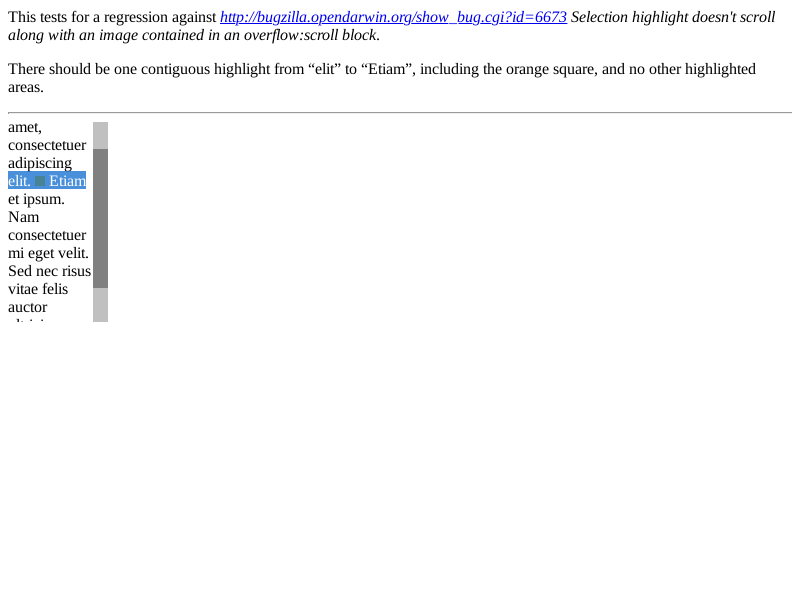 This tests for a regression against http://bugzilla.opendarwin.org/show_bug.cgi?id=6673 Selection highlight doesn't scroll
along with an image contained in an overflow:scroll block.
There should be one contiguous highlight from “elit” to “Etiam”, including the orange square, and no other highlighted
areas.
amet,
consectetuer
adipiscing
elit. Etiam
et ipsum.
Nam
consectetuer
mi eget velit.
Sed nec risus
vitae felis
auctor